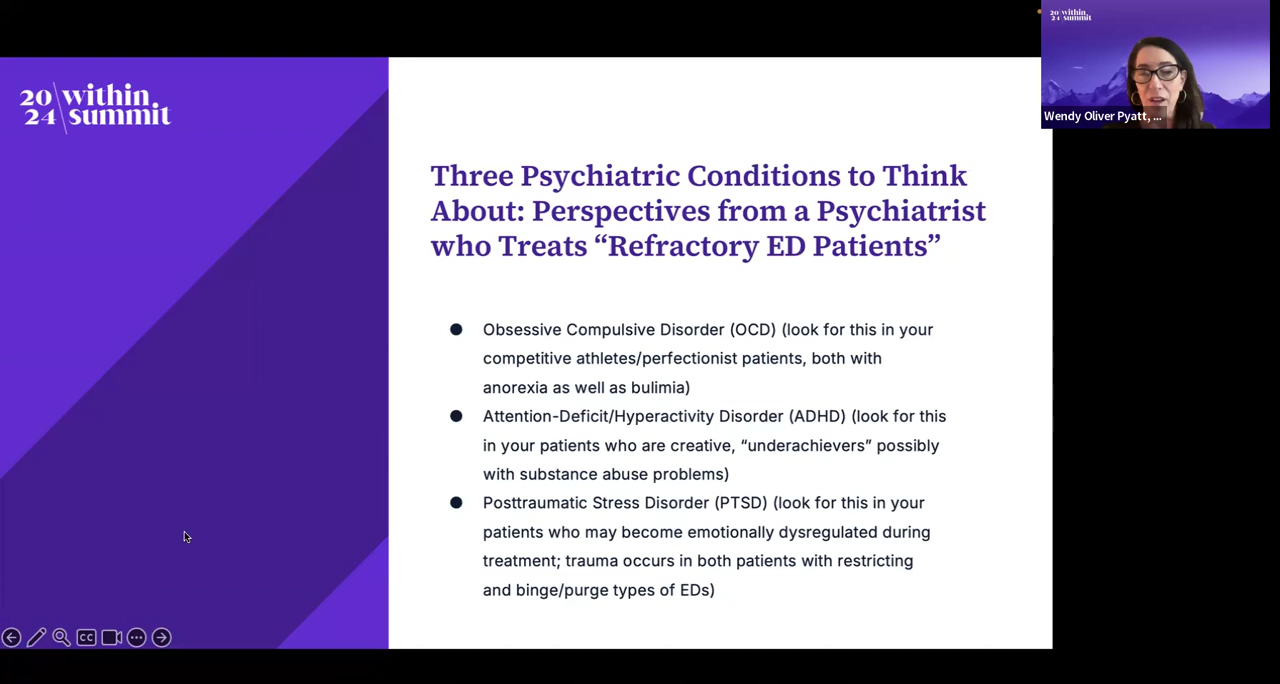 20 within
24 summit
Three Psychiatric Conditions to Think
About: Perspectives from a Psychiatrist
who Treats “Refractory ED Patients”
Obsessive Compulsive Disorder (OCD) (look for this in your
competitive athletes/perfectionist patients, both with
anorexia as well as bulimia)
Attention-Deficit/Hyperactivity Disorder (ADHD) (look for this
in your patients who are creative, “underachievers” possibly
with substance abuse problems)
Posttraumatic Stress Disorder (PTSD) (look for this in your
patients who may become emotionally dysregulated during
treatment; trauma occurs in both patients with restricting
and binge/purge types of EDs)
CC
20 within
24 summit
Wendy Oliver Pyatt, ...